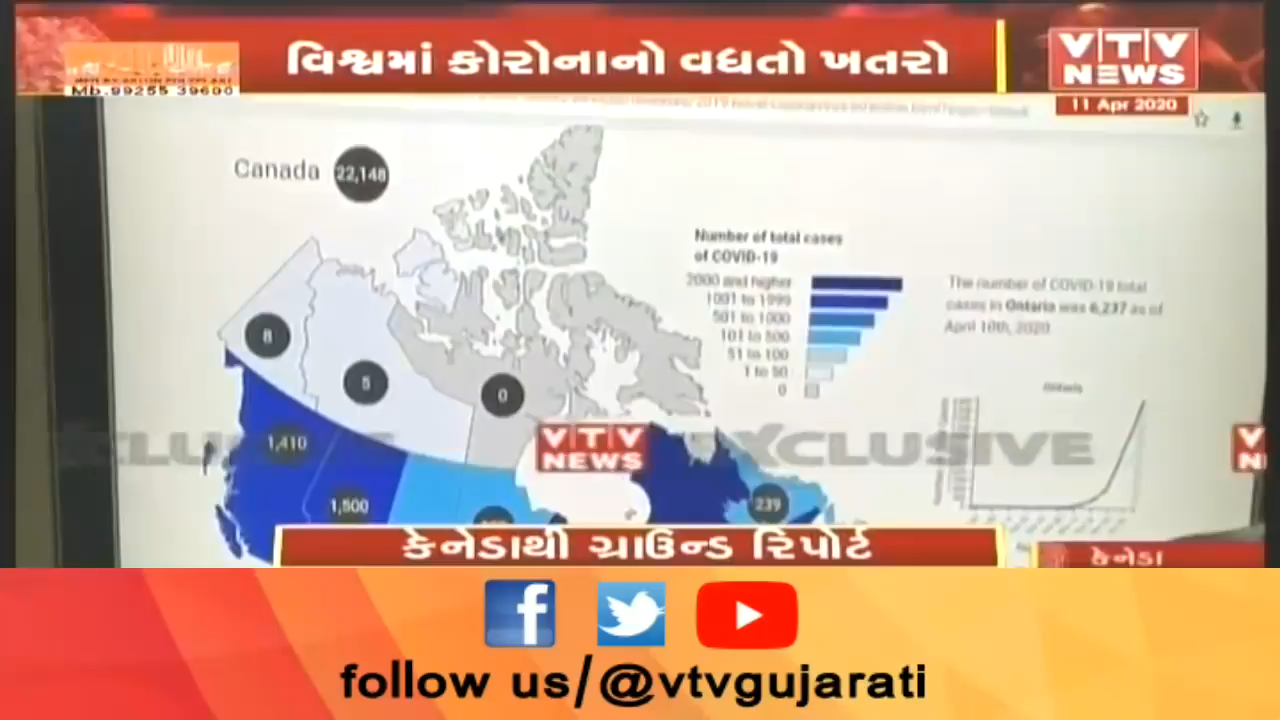 વિશ્વમાં કોરોનાનો વધતો ખતરો
VTV
NEWS
11 Apr 2020
Mb.99255 39600
Canada 22,148
Number of total cases
of COVID-19
2000 and higher
1001 to 1999
501 to 1000
101 to 500
51 to 100
1 to 50
0
The number of COVID-19 total
cases in Ontario was 6,237 as of
April 10th, 2020
Ontario
8
5
0
1,410
1,500
239
EXCLUSIVE
VTV
NEWS
EXCLUSIVE
કેનેડાથી ગ્રાઉન્ડ રિપોર્ટ
કેનેડા
follow us/@vtvgujarati